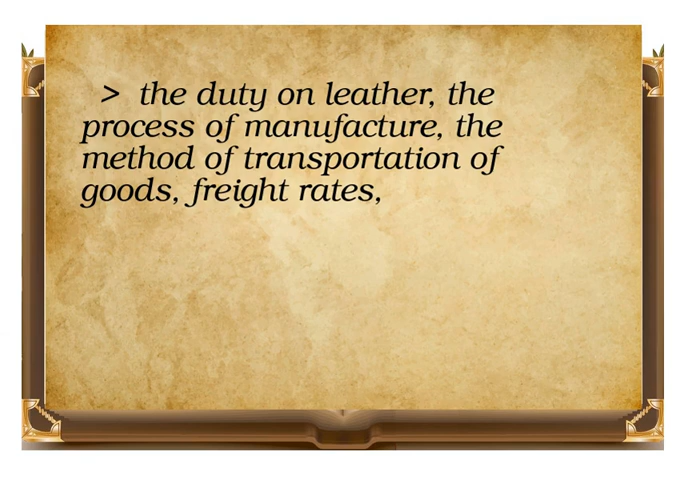 > the duty on leather, the
process of manufacture, the
method of transportation of
goods, freight rates,